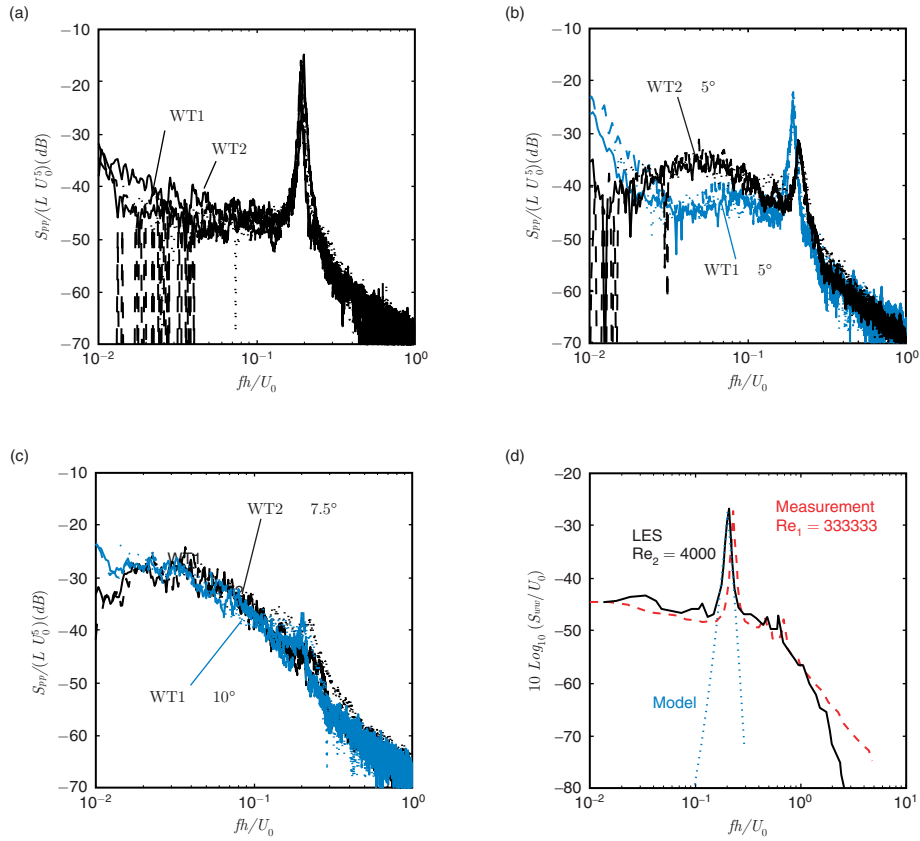 (a)
−10
−20
−30
−40
−50
−60
−70
S_pp/(L U_0^5)(dB)
WT1
WT2
10^−2
10^−1
10^0
fh/U_0
(b)
−10
−20
−30
−40
−50
−60
−70
S_pp/(L U_0^5)(dB)
WT2 5°
WT1 5°
10^−2
10^−1
10^0
fh/U_0
(c)
−10
−20
−30
−40
−50
−60
−70
S_pp/(L U_0^5)(dB)
WT2 7.5°
WT1
WT1 10°
10^−2
10^−1
10^0
fh/U_0
(d)
−20
−30
−40
−50
−60
−70
−80
10 Log_10 (S_ww/U_0)
LES
Re_2 = 4000
Measurement
Re_1 = 333333
Model
10^−2
10^−1
10^0
10^1
fh/U_0